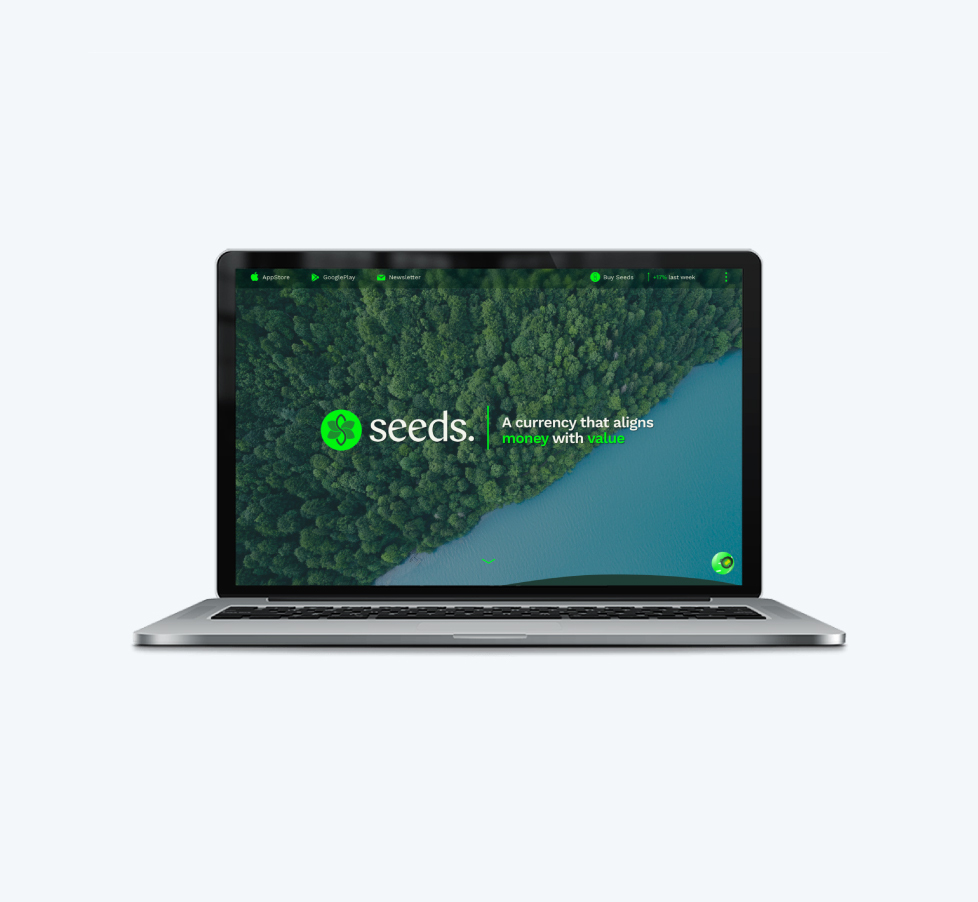 AppStore
GooglePlay
Newsletter
Buy Seeds
+17% last week
seeds.
A currency that aligns
money with value